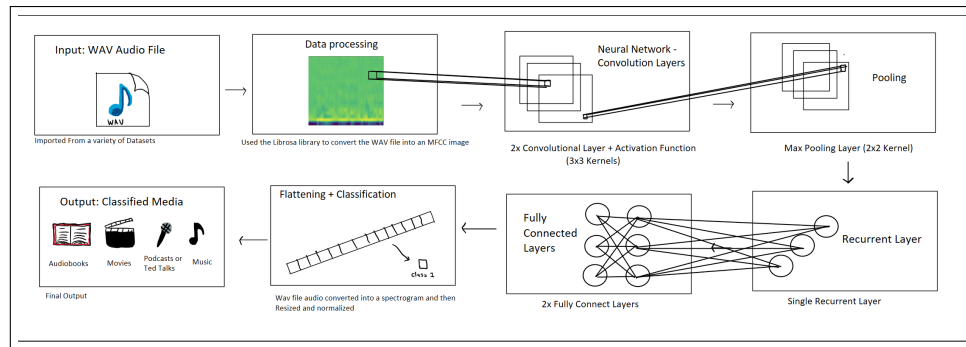 Input: WAV Audio File
WAV
Imported From a variety of Datasets
Data processing
Used the Librosa library to convert the WAV file into an MFCC image
Neural Network -
Convolution Layers
2x Convolutional Layer + Activation Function
(3x3 Kernels)
Pooling
Max Pooling Layer (2x2 Kernel)
Recurrent Layer
Single Recurrent Layer
Fully
Connected
Layers
2x Fully Connect Layers
Flattening + Classification
class 1
Wav file audio converted into a spectrogram and then
Resized and normalized
Output: Classified Media
Audiobooks
Movies
Podcasts or
Ted Talks
Music
Final Output